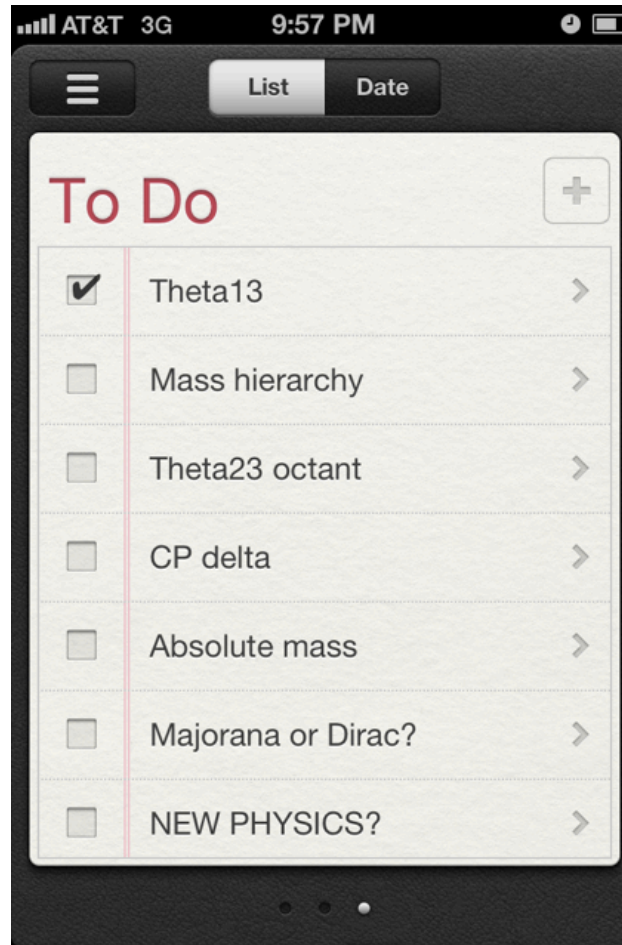 AT&T 3G 9:57 PM
List Date
To Do
Theta13
Mass hierarchy
Theta23 octant
CP delta
Absolute mass
Majorana or Dirac?
NEW PHYSICS?